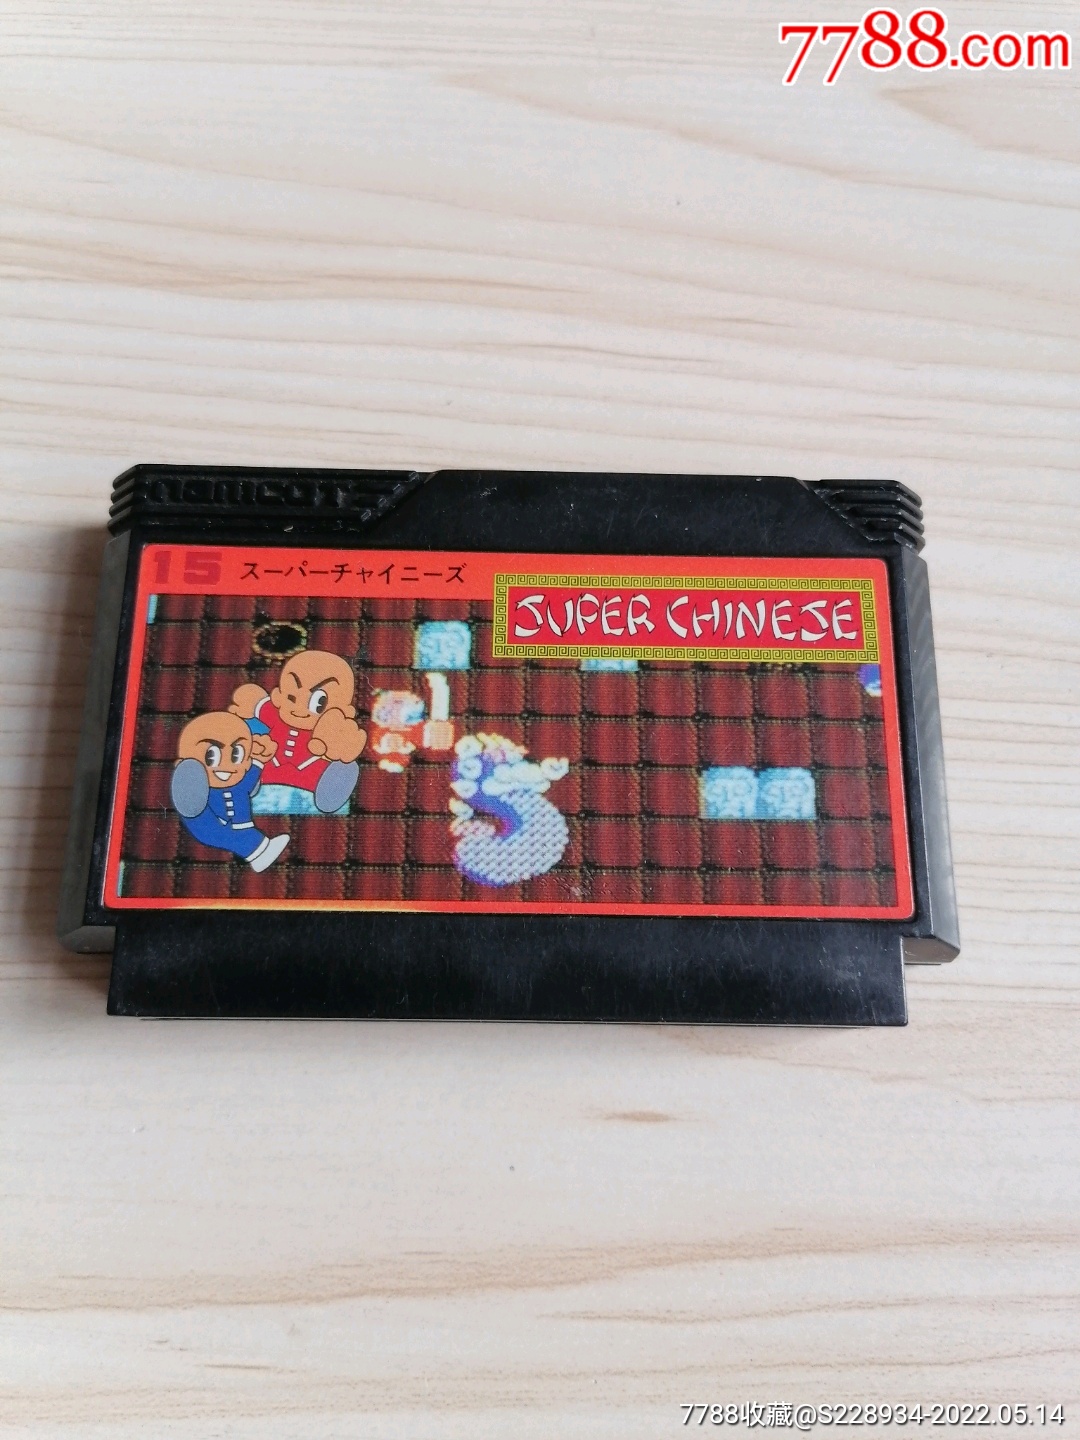 7788.com
namcot
15 スーパーチャイニーズ
SUPER CHINESE
7788收藏@S228934-2022.05.14